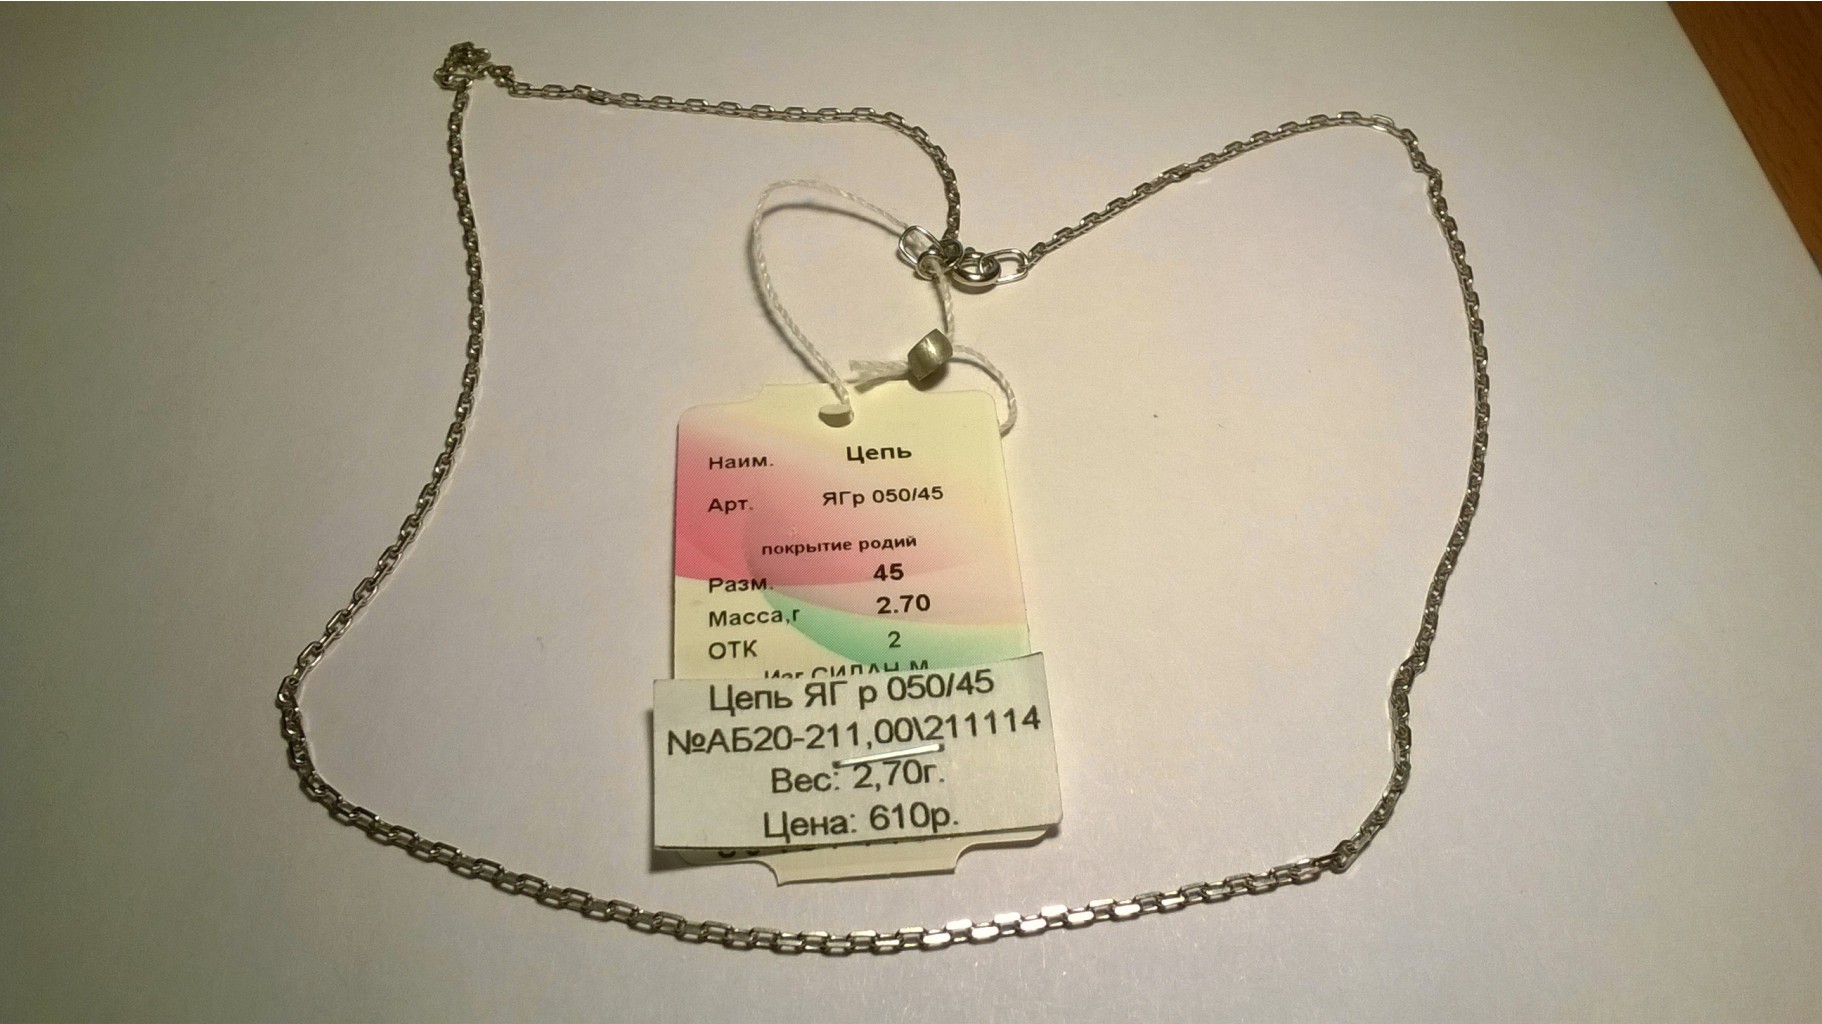 Наим. Цепь
Арт. ЯГр 050/45
покрытие родий
Разм. 45
Масса,г 2.70
ОТК 2
Цепь ЯГ р 050/45
№АБ20-211,00\211114
Вес: 2,70г.
Цена: 610р.